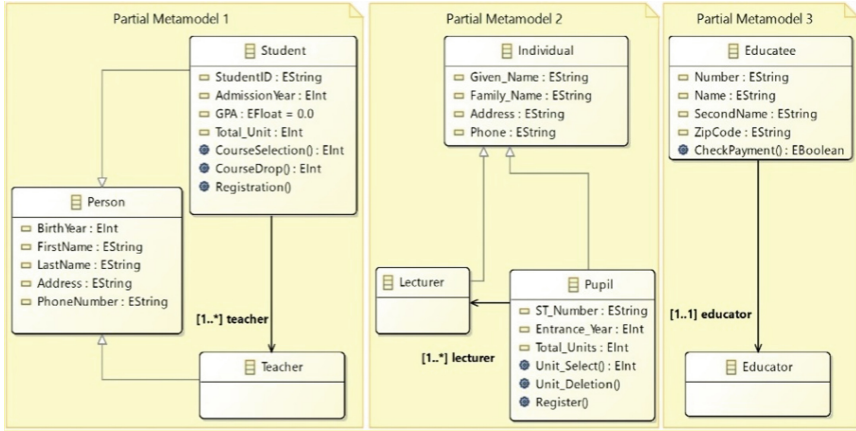 Partial Metamodel 1
Student
StudentID : EString
AdmissionYear : EInt
GPA : EFloat = 0.0
Total_Unit : EInt
CourseSelection() : EInt
CourseDrop() : EInt
Registration()
Person
BirthYear : EInt
FirstName : EString
LastName : EString
Address : EString
PhoneNumber : EString
[1..*] teacher
Teacher
Partial Metamodel 2
Individual
Given_Name : EString
Family_Name : EString
Address : EString
Phone : EString
Lecturer
Pupil
ST_Number : EString
Entrance_Year : EInt
Total_Units : EInt
Unit_Select() : EInt
Unit_Deletion()
Register()
[1..*] lecturer
Partial Metamodel 3
Educatee
Number : EString
Name : EString
SecondName : EString
ZipCode : EString
CheckPayment() : EBoolean
[1..1] educator
Educator